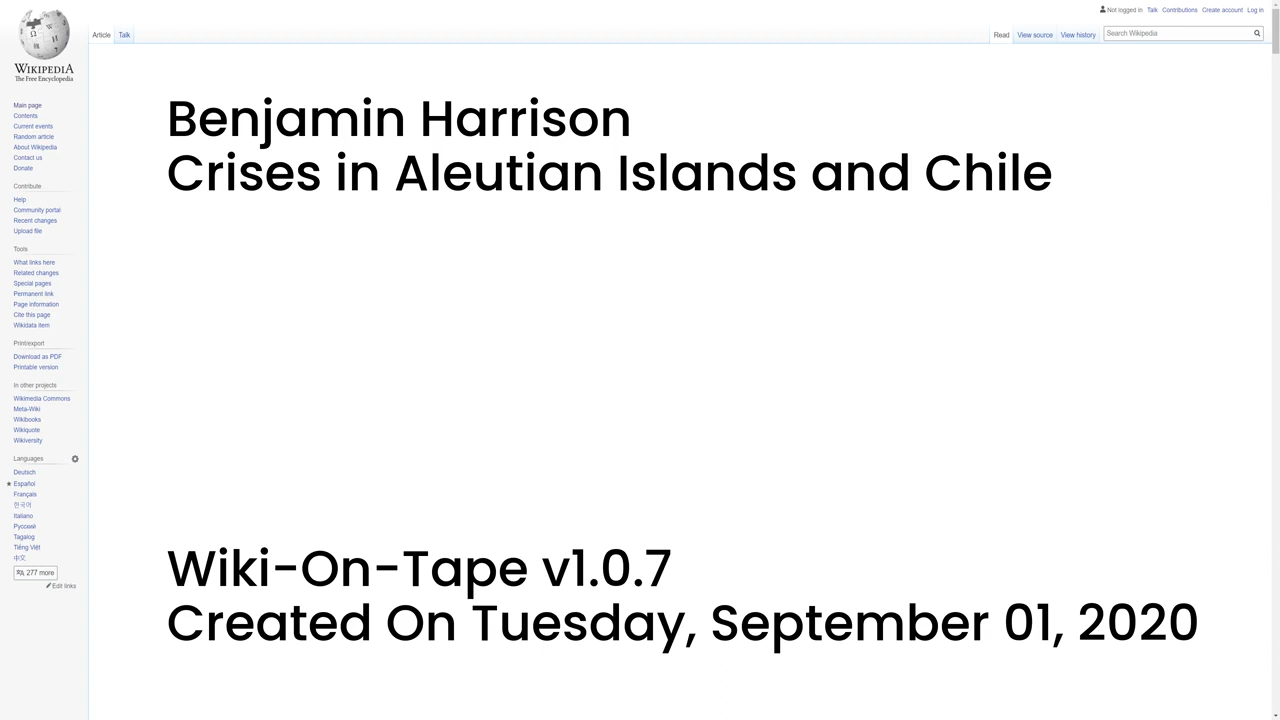 Not logged in
Talk
Contributions
Create account
Log in
Article
Talk
Read
View source
View history
Search Wikipedia
WIKIPEDIA
The Free Encyclopedia
Main page
Contents
Current events
Random article
About Wikipedia
Contact us
Donate
Contribute
Help
Community portal
Recent changes
Upload file
Tools
What links here
Related changes
Special pages
Permanent link
Page information
Cite this page
Wikidata item
Print/export
Download as PDF
Printable version
In other projects
Wikimedia Commons
Meta-Wiki
Wikibooks
Wikiquote
Wikiversity
Languages
Deutsch
Español
Français
한국어
Italiano
Русский
Tagalog
Tiếng Việt
中文
277 more
Edit links
Benjamin Harrison
Crises in Aleutian Islands and Chile
Wiki-On-Tape v1.0.7
Created On Tuesday, September 01, 2020